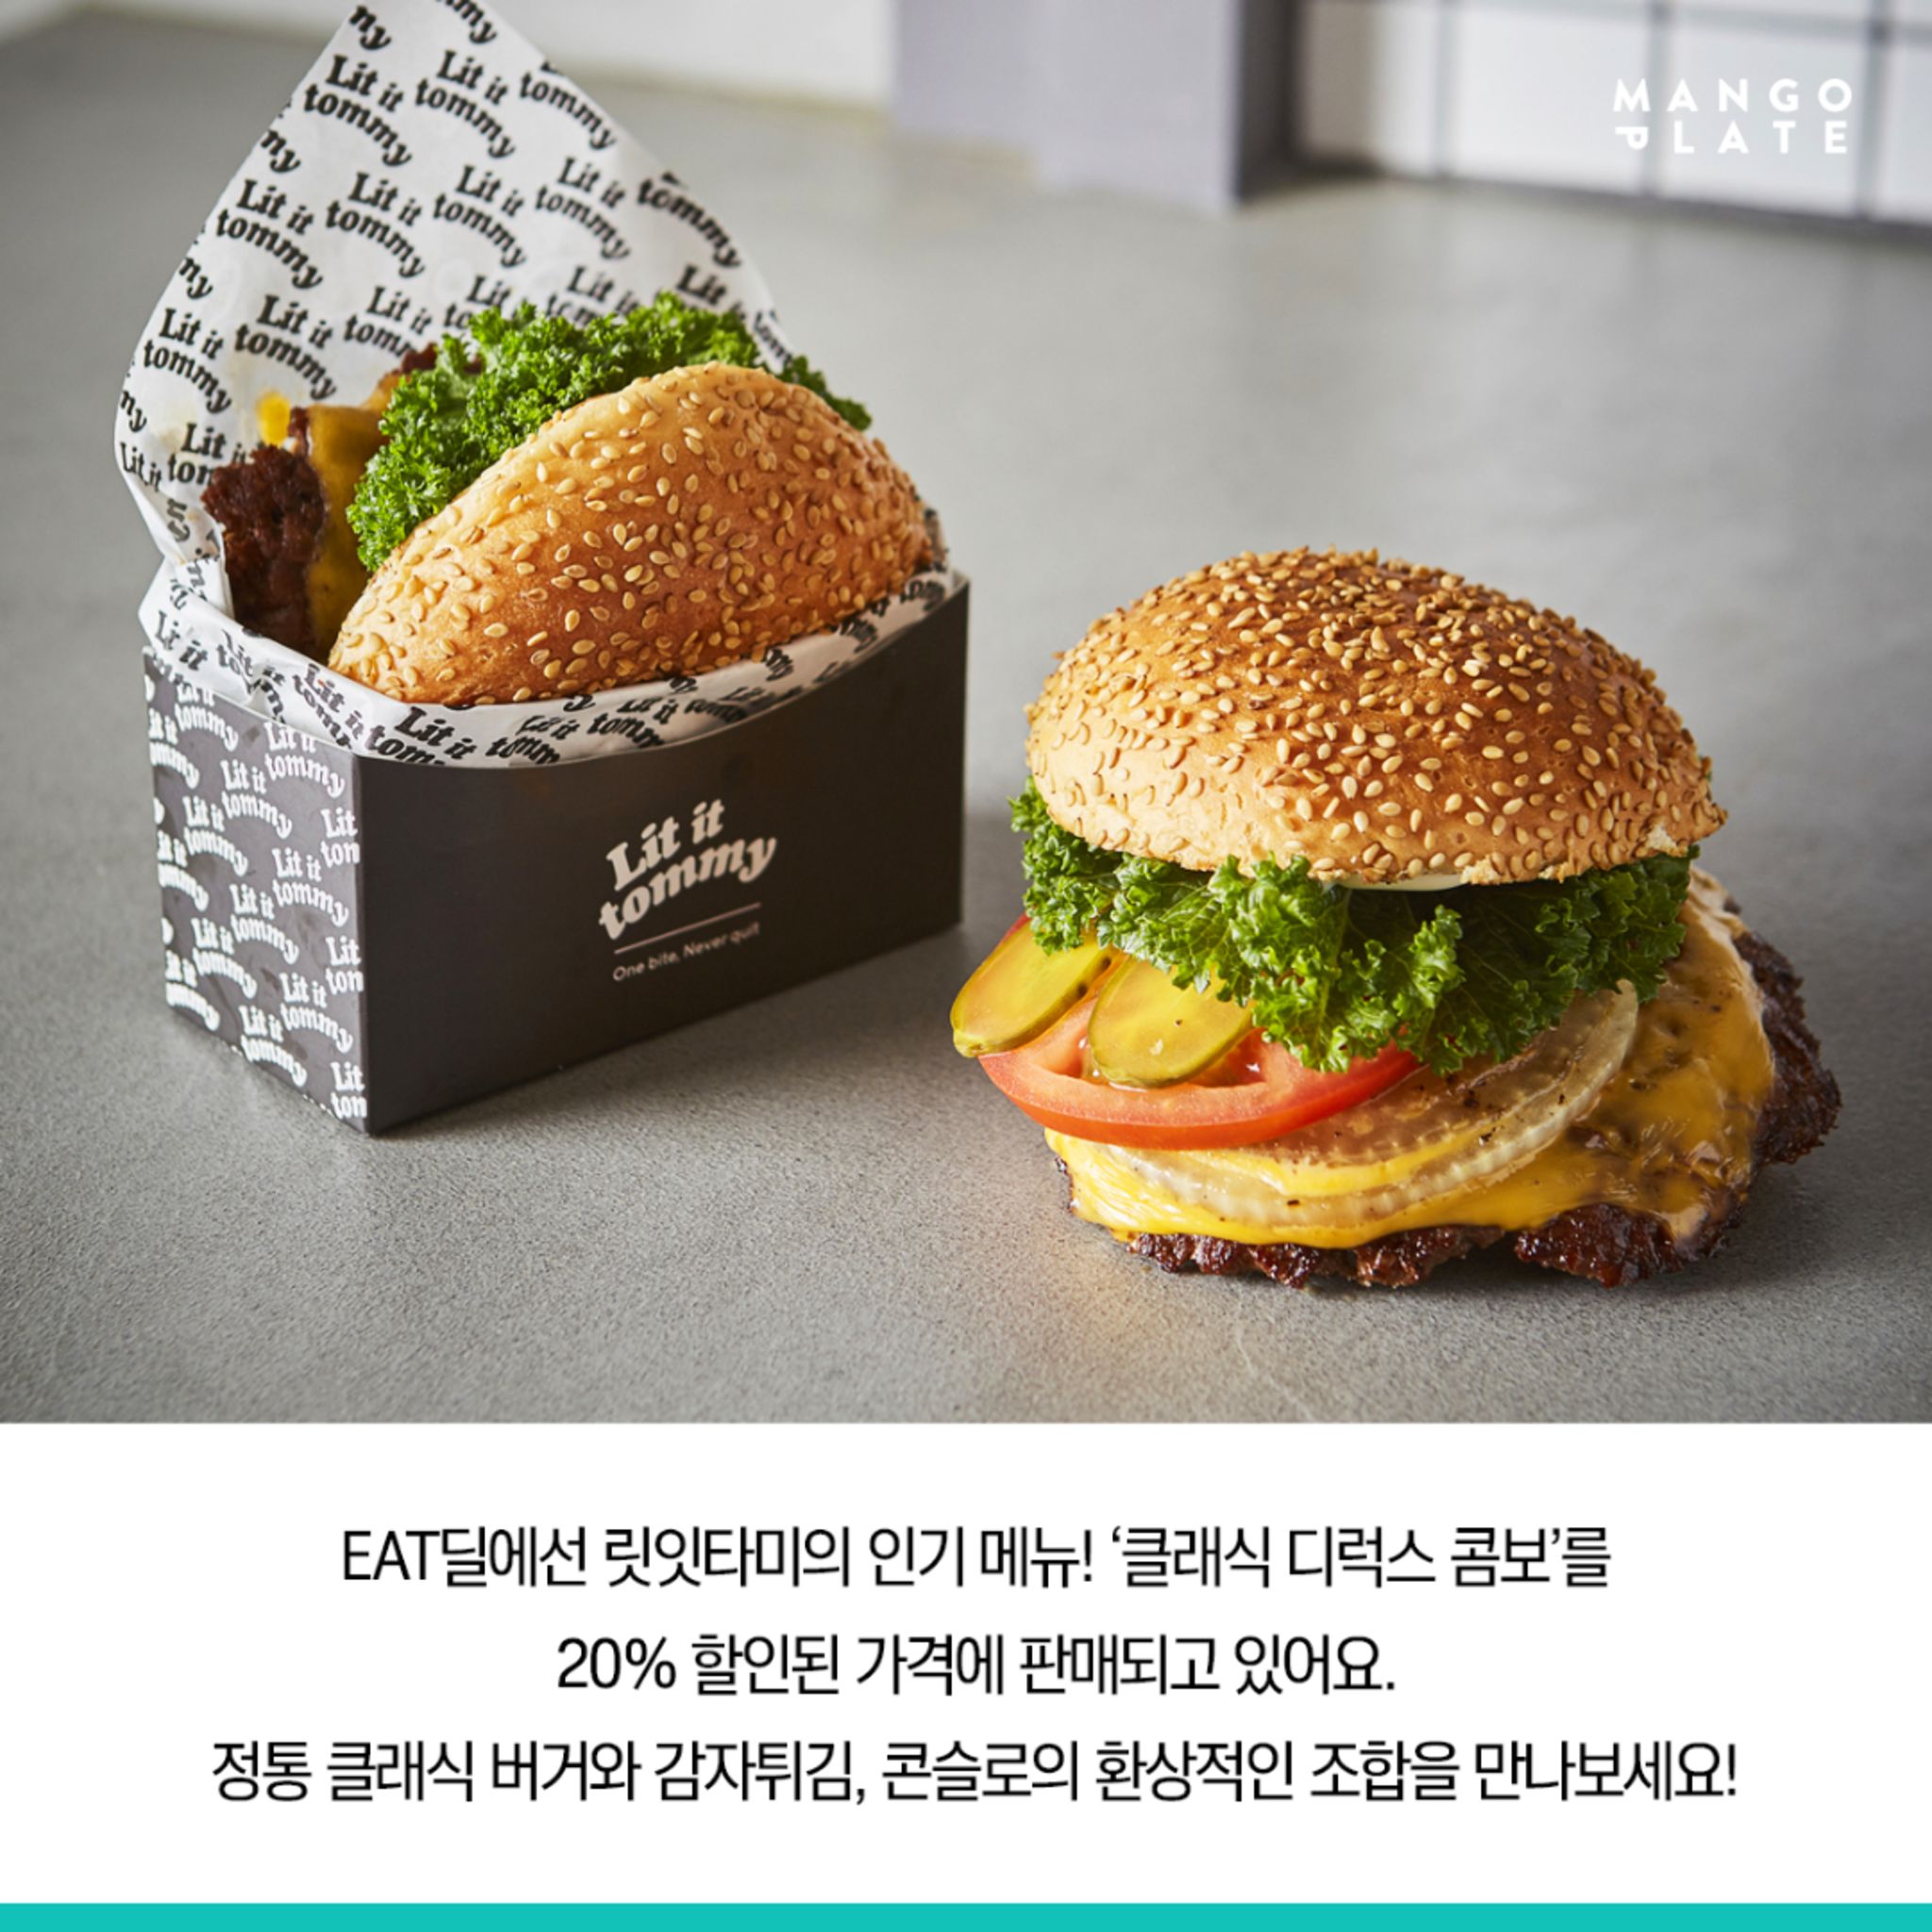 MANGO
PLATE
Lit it
tommy
One bite, Never quit
EAT딜에선 릿잇타미의 인기 메뉴! ‘클래식 디럭스 콤보’를
20% 할인된 가격에 판매되고 있어요.
정통 클래식 버거와 감자튀김, 콘슬로의 환상적인 조합을 만나보세요!